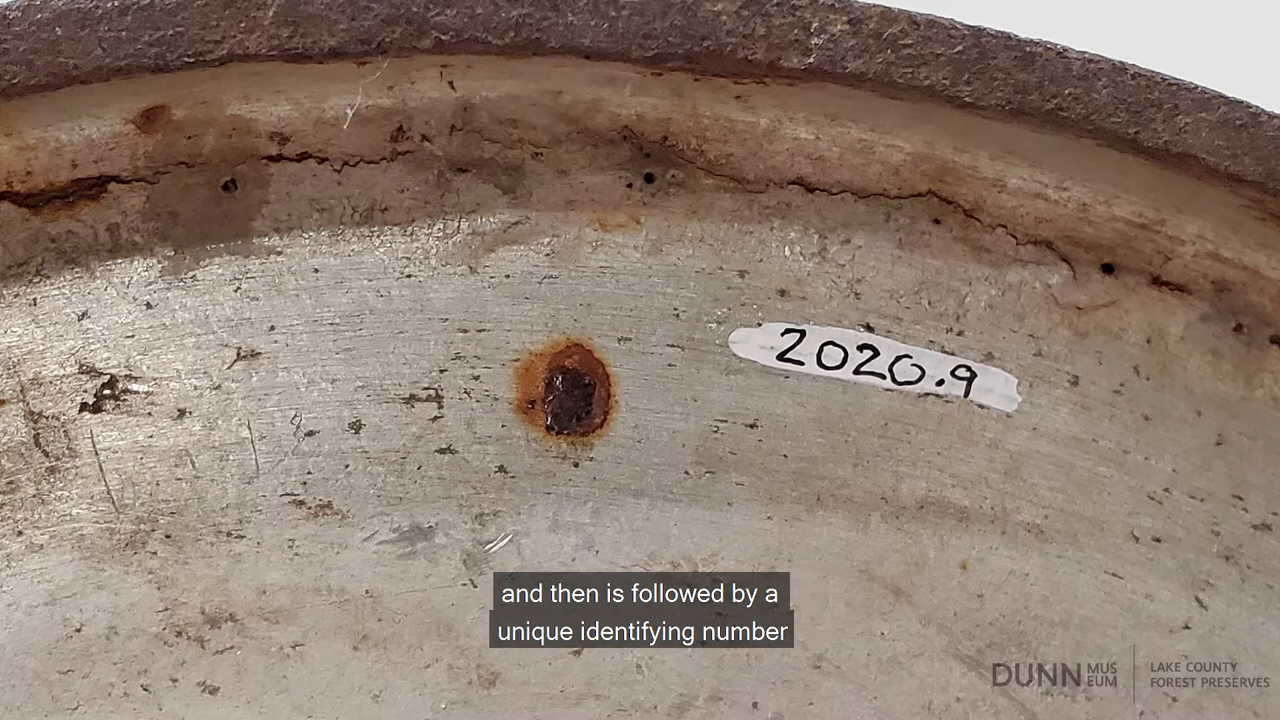 2020.9
and then is followed by a
unique identifying number
DUNN MUS
EUM
LAKE COUNTY
FOREST PRESERVES